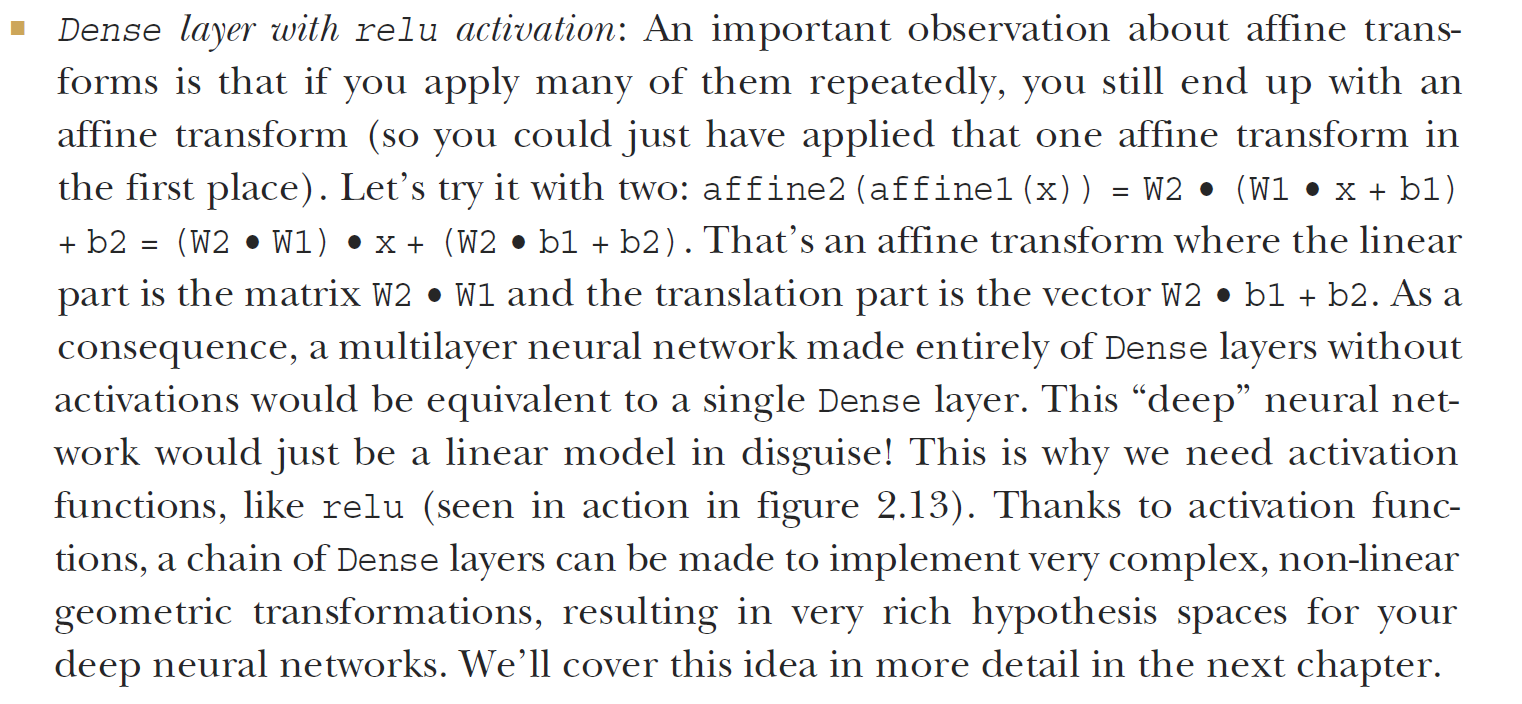 ▪ Dense layer with relu activation: An important observation about affine trans-
forms is that if you apply many of them repeatedly, you still end up with an
affine transform (so you could just have applied that one affine transform in
the first place). Let’s try it with two: affine2(affine1(x)) = W2 • (W1 • x + b1)
+ b2 = (W2 • W1) • x + (W2 • b1 + b2). That’s an affine transform where the linear
part is the matrix W2 • W1 and the translation part is the vector W2 • b1 + b2. As a
consequence, a multilayer neural network made entirely of Dense layers without
activations would be equivalent to a single Dense layer. This “deep” neural net-
work would just be a linear model in disguise! This is why we need activation
functions, like relu (seen in action in figure 2.13). Thanks to activation func-
tions, a chain of Dense layers can be made to implement very complex, non-linear
geometric transformations, resulting in very rich hypothesis spaces for your
deep neural networks. We’ll cover this idea in more detail in the next chapter.